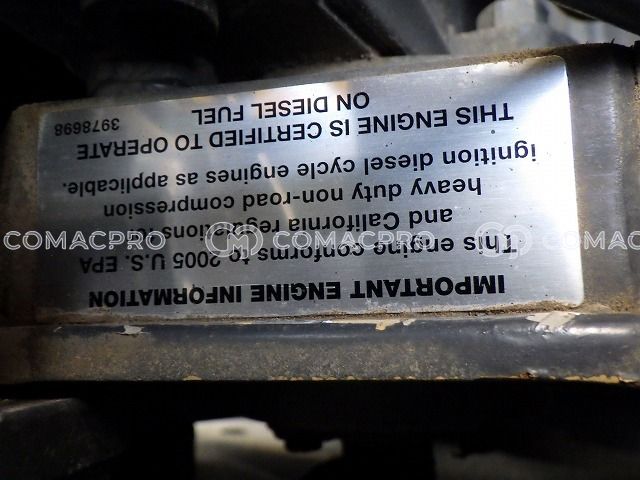 IMPORTANT ENGINE INFORMATION
This engine conforms to 2005 U.S. EPA
and California regulations for
heavy duty non-road compression
ignition diesel cycle engines as applicable.
THIS ENGINE IS CERTIFIED TO OPERATE
ON DIESEL FUEL
3978698
COMACPRO COMACPRO COMACPRO